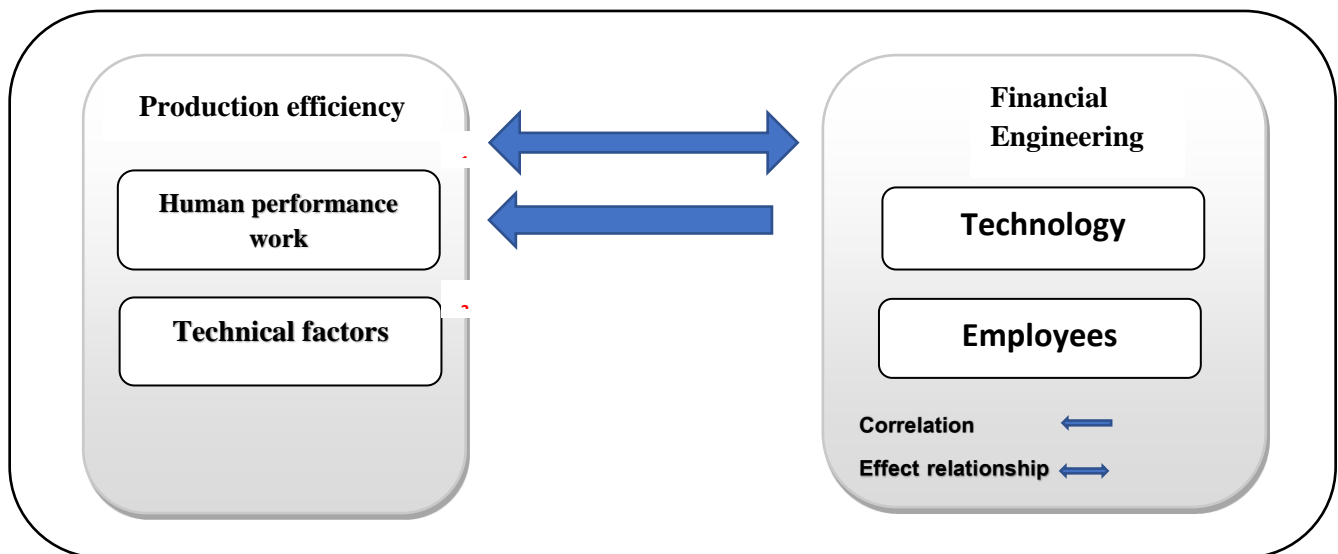 Production efficiency
Human performance
work
Technical factors
Financial
Engineering
Technology
Employees
Correlation
Effect relationship